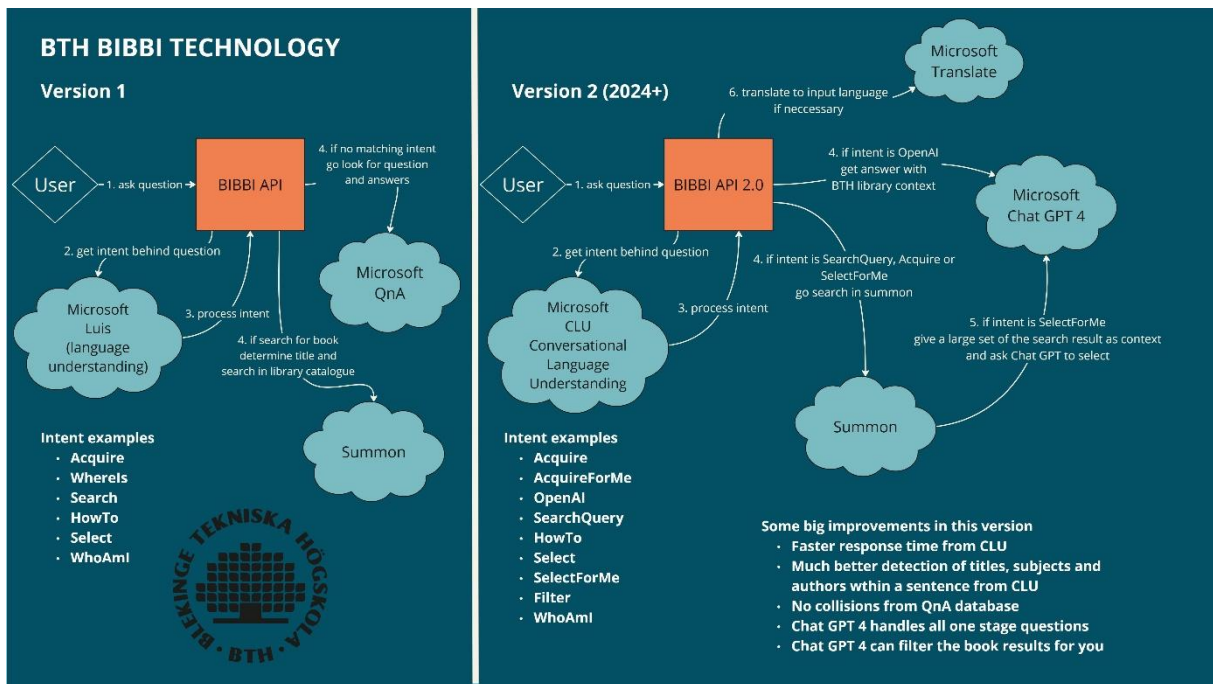 BTH BIBBI TECHNOLOGY
Version 1
User
1. ask question
BIBBI API
4. if no matching intent
go look for question
and answers
2. get intent behind question
Microsoft
QnA
Microsoft
Luis
(language
understanding)
3. process intent
4. if search for book
determine title and
search in library catalogue
Summon
Intent examples
· Acquire
· WhereIs
· Search
· HowTo
· Select
· WhoAmI
BLEKINGE TEKNISKA HÖGSKOLA
· BTH ·
Version 2 (2024+)
Microsoft
Translate
6. translate to input language
if neccessary
User
1. ask question
BIBBI API 2.0
4. if intent is OpenAI
get answer with
BTH library context
Microsoft
Chat GPT 4
2. get intent behind question
4. if intent is SearchQuery, Acquire or
SelectForMe
go search in summon
Microsoft
CLU
Conversational
Language
Understanding
3. process intent
5. if intent is SelectForMe
give a large set of the search result as context
and ask Chat GPT to select
Summon
Intent examples
· Acquire
· AcquireForMe
· OpenAI
· SearchQuery
· HowTo
· Select
· SelectForMe
· Filter
· WhoAmI
Some big improvements in this version
· Faster response time from CLU
· Much better detection of titles, subjects and
authors wthin a sentence from CLU
· No collisions from QnA database
· Chat GPT 4 handles all one stage questions
· Chat GPT 4 can filter the book results for you